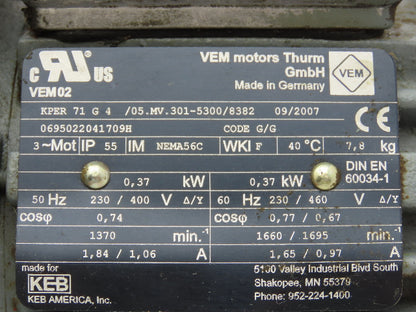 c RU US
VEM motors Thurm
GmbH
Made in Germany
VEM
VEM02
KPER 71 G 4 /05.MV.301-5300/8382 09/2007
0695022041709H CODE G/G
CE
3~Mot IP 55 IM NEMA56C WKl F 40 °C 7,8 kg
DIN EN
60034-1
0,37 kW 0,37 kW
50 Hz 230 / 400 V Δ/Y 60 Hz 230 / 460 V Δ/Y
cosφ 0,74 0,77 / 0,67
1370 min.⁻¹ 1660 / 1695 min.⁻¹
1,84 / 1,06 A 1,65 / 0,97 A
made for
KEB
KEB AMERICA, Inc.
5100 Valley Industrial Blvd South
Shakopee, MN 55379
Phone: 952-224-1400